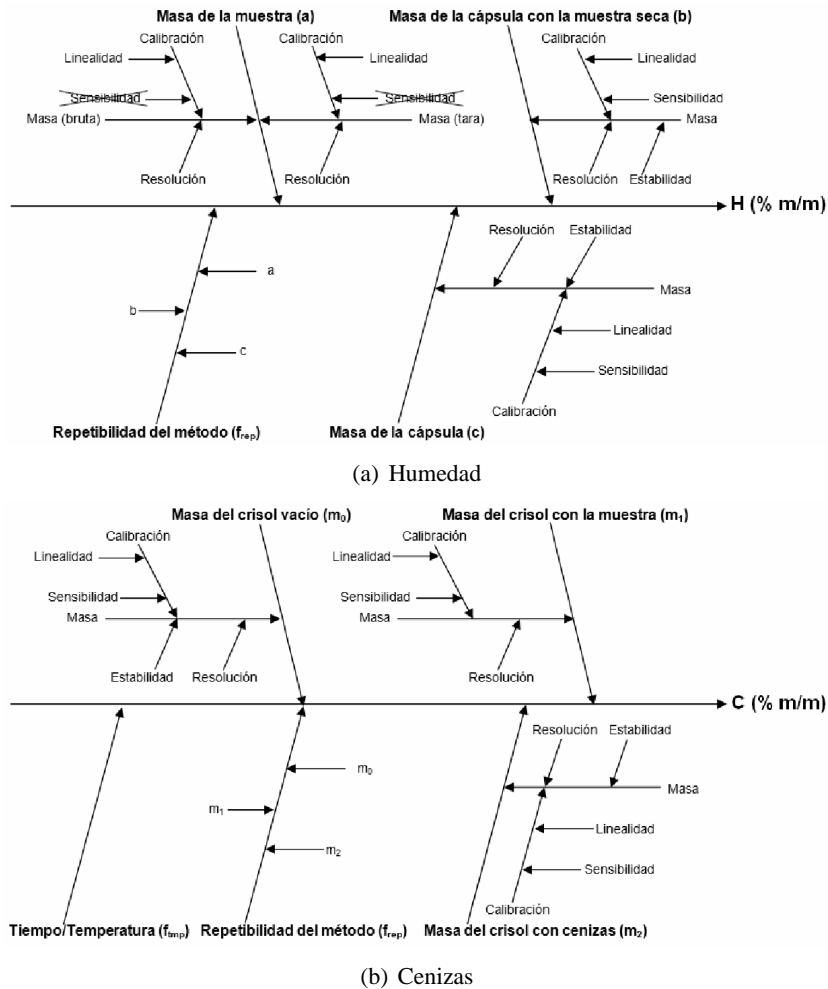 Masa de la muestra (a) Masa de la cápsula con la muestra seca (b)
Calibración Calibración Calibración
Linealidad Linealidad Linealidad
Sensibilidad Sensibilidad Sensibilidad
Masa (bruta) Masa (tara) Masa
Resolución Resolución Resolución Estabilidad
H (% m/m)
Resolución Estabilidad
a
Masa
b
Linealidad
c
Sensibilidad
Calibración
Repetibilidad del método (f_rep) Masa de la cápsula (c)
(a) Humedad
Masa del crisol vacío (m₀) Masa del crisol con la muestra (m₁)
Calibración Calibración
Linealidad Linealidad
Sensibilidad Sensibilidad
Masa Masa
Estabilidad Resolución Resolución
C (% m/m)
Resolución Estabilidad
m₀
Masa
m₁
Linealidad
m₂
Sensibilidad
Calibración
Tiempo/Temperatura (f_tmp) Repetibilidad del método (f_rep) Masa del crisol con cenizas (m₂)
(b) Cenizas